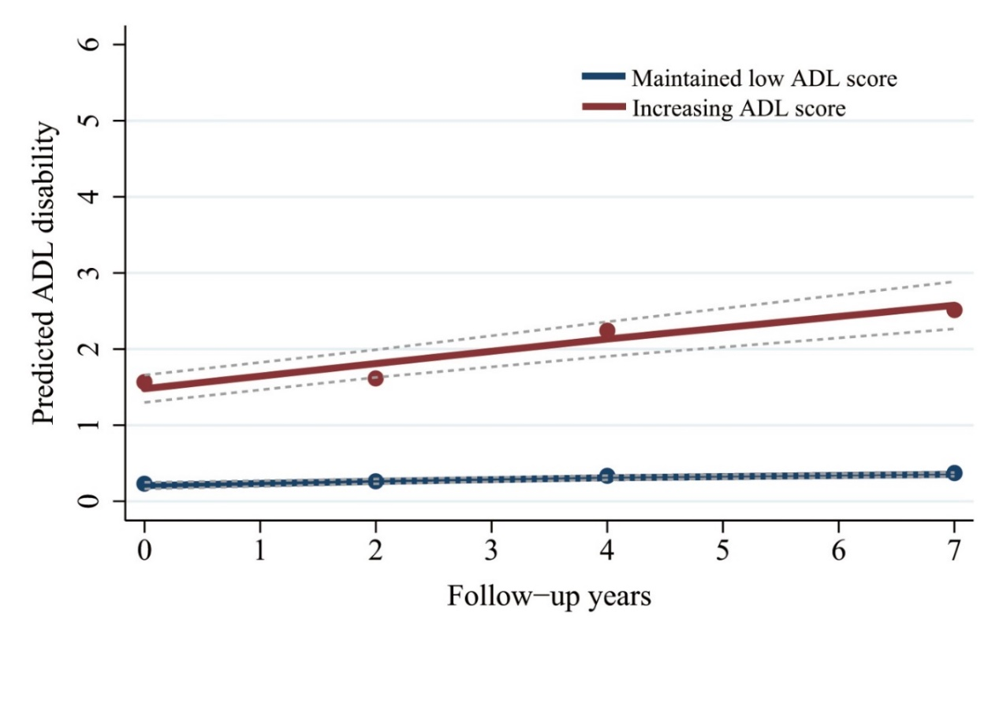 Predicted ADL disability
6
5
4
3
2
1
0
Maintained low ADL score
Increasing ADL score
0 1 2 3 4 5 6 7
Follow−up years